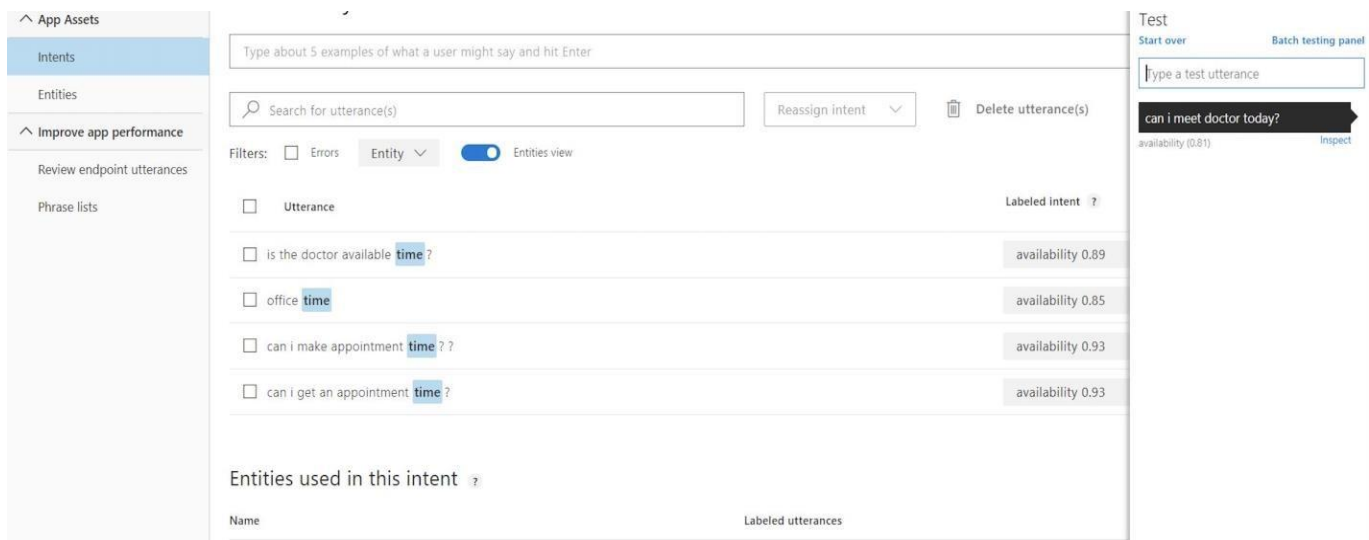 App Assets
Intents
Entities
Improve app performance
Review endpoint utterances
Phrase lists
Type about 5 examples of what a user might say and hit Enter
Search for utterance(s)
Reassign intent
Delete utterance(s)
Filters: Errors Entity Entities view
Utterance Labeled intent ?
is the doctor available time ? availability 0.89
office time availability 0.85
can i make appointment time ? ? availability 0.93
can i get an appointment time ? availability 0.93
Entities used in this intent ?
Name Labeled utterances
Test
Start over Batch testing panel
Type a test utterance
can i meet doctor today?
availability (0.81) Inspect